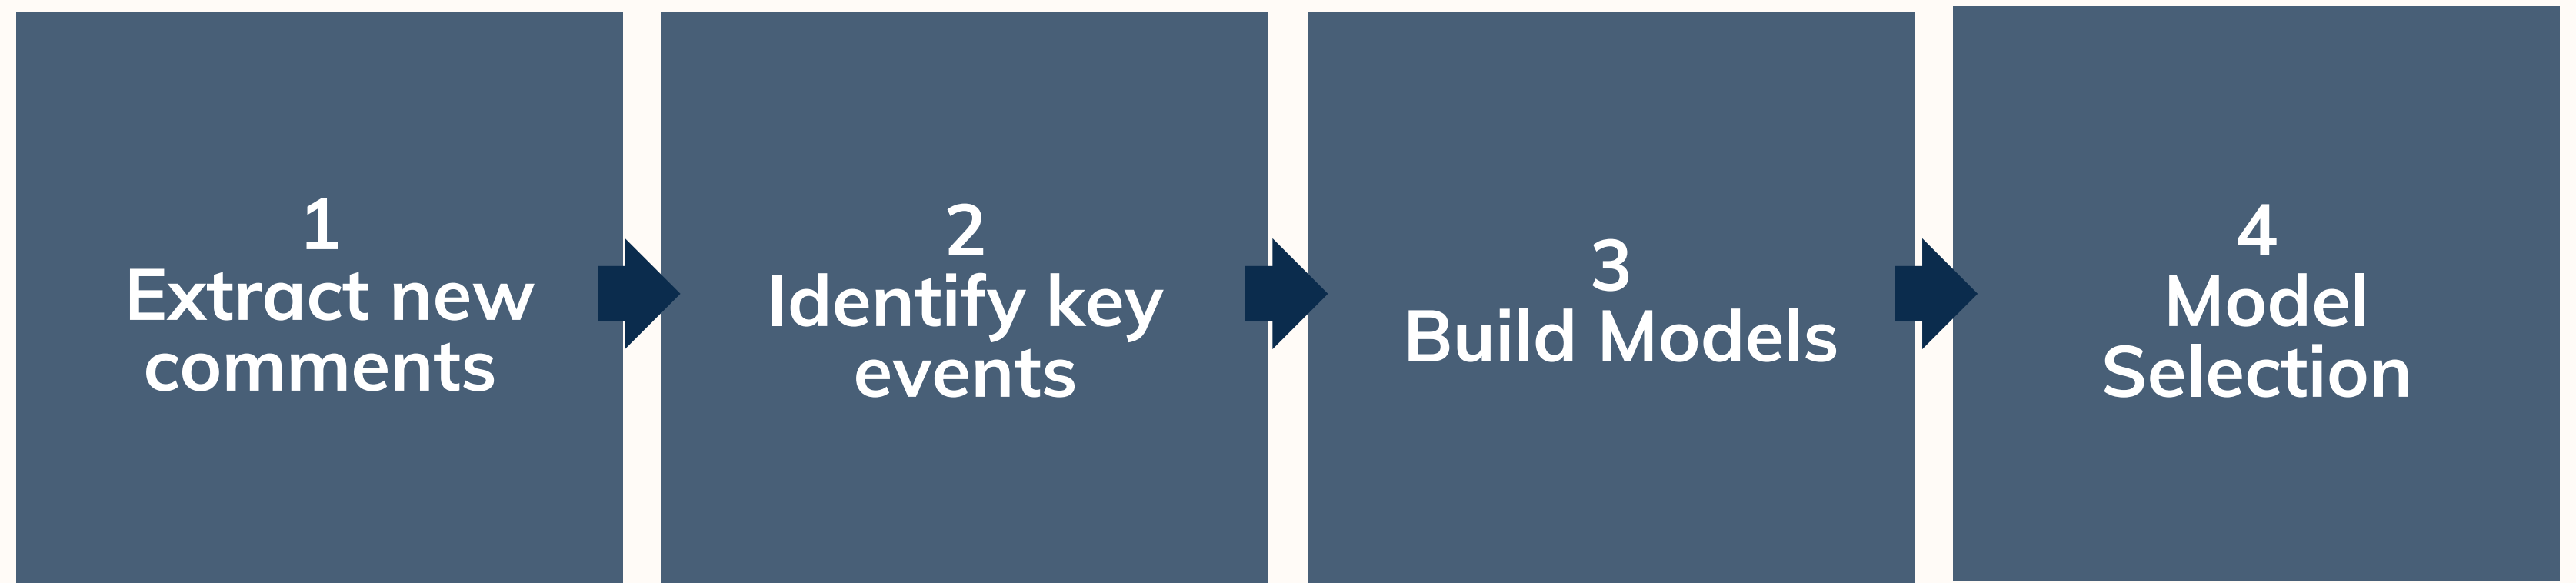 1
Extract new
comments
2
Identify key
events
3
Build Models
4
Model
Selection